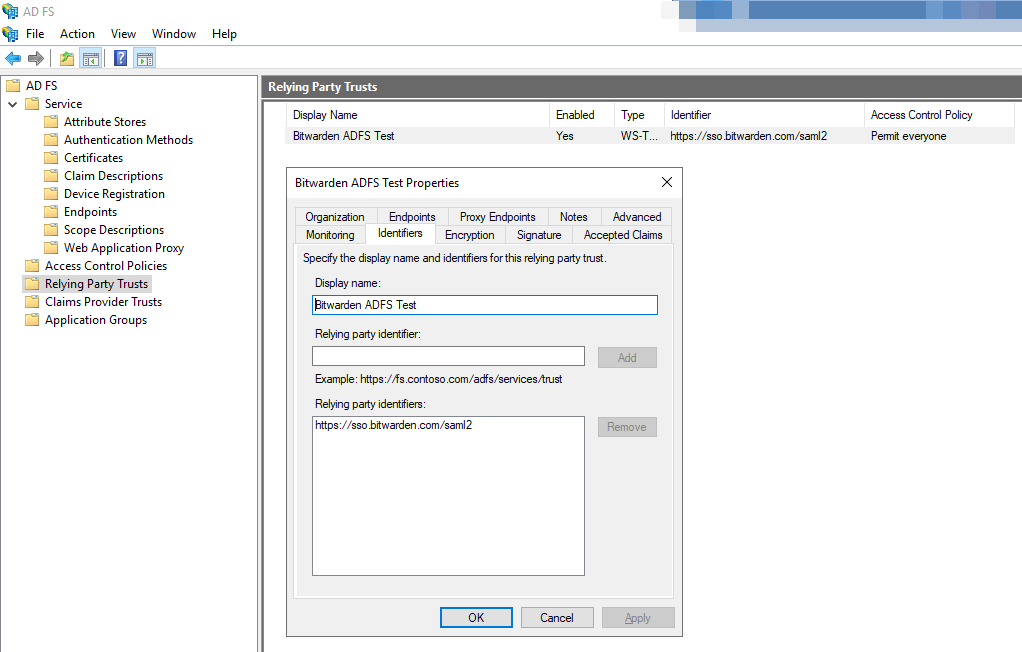 AD FS
File Action View Window Help
AD FS
Service
Attribute Stores
Authentication Methods
Certificates
Claim Descriptions
Device Registration
Endpoints
Scope Descriptions
Web Application Proxy
Access Control Policies
Relying Party Trusts
Claims Provider Trusts
Application Groups
Relying Party Trusts
Display Name Enabled Type Identifier Access Control Policy
Bitwarden ADFS Test Yes WS-T... https://sso.bitwarden.com/saml2 Permit everyone
Bitwarden ADFS Test Properties
Organization Endpoints Proxy Endpoints Notes Advanced
Monitoring Identifiers Encryption Signature Accepted Claims
Specify the display name and identifiers for this relying party trust.
Display name:
Bitwarden ADFS Test
Relying party identifier:
Add
Example: https://fs.contoso.com/adfs/services/trust
Relying party identifiers:
https://sso.bitwarden.com/saml2
Remove
OK Cancel Apply